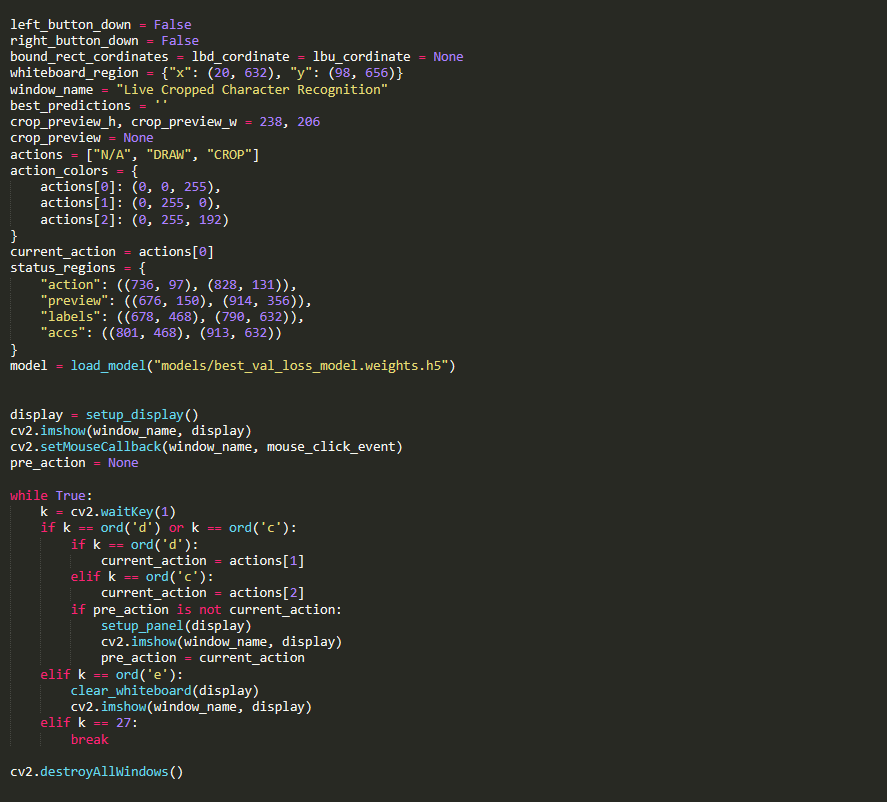 left_button_down = False
right_button_down = False
bound_rect_cordinates = lbd_cordinate = lbu_cordinate = None
whiteboard_region = {"x": (20, 632), "y": (98, 656)}
window_name = "Live Cropped Character Recognition"
best_predictions = ''
crop_preview_h, crop_preview_w = 238, 206
crop_preview = None
actions = ["N/A", "DRAW", "CROP"]
action_colors = {
    actions[0]: (0, 0, 255),
    actions[1]: (0, 255, 0),
    actions[2]: (0, 255, 192)
}
current_action = actions[0]
status_regions = {
    "action": ((736, 97), (828, 131)),
    "preview": ((676, 150), (914, 356)),
    "labels": ((678, 468), (790, 632)),
    "accs": ((801, 468), (913, 632))
}
model = load_model("models/best_val_loss_model.weights.h5")
display = setup_display()
cv2.imshow(window_name, display)
cv2.setMouseCallback(window_name, mouse_click_event)
pre_action = None
while True:
    k = cv2.waitKey(1)
    if k == ord('d') or k == ord('c'):
        if k == ord('d'):
            current_action = actions[1]
        elif k == ord('c'):
            current_action = actions[2]
        if pre_action is not current_action:
            setup_panel(display)
            cv2.imshow(window_name, display)
            pre_action = current_action
    elif k == ord('e'):
        clear_whiteboard(display)
        cv2.imshow(window_name, display)
    elif k == 27:
        break
cv2.destroyAllWindows()